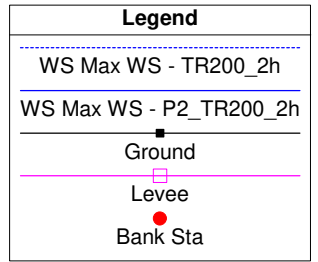 Legend
WS Max WS - TR200_2h
WS Max WS - P2_TR200_2h
Ground
Levee
Bank Sta